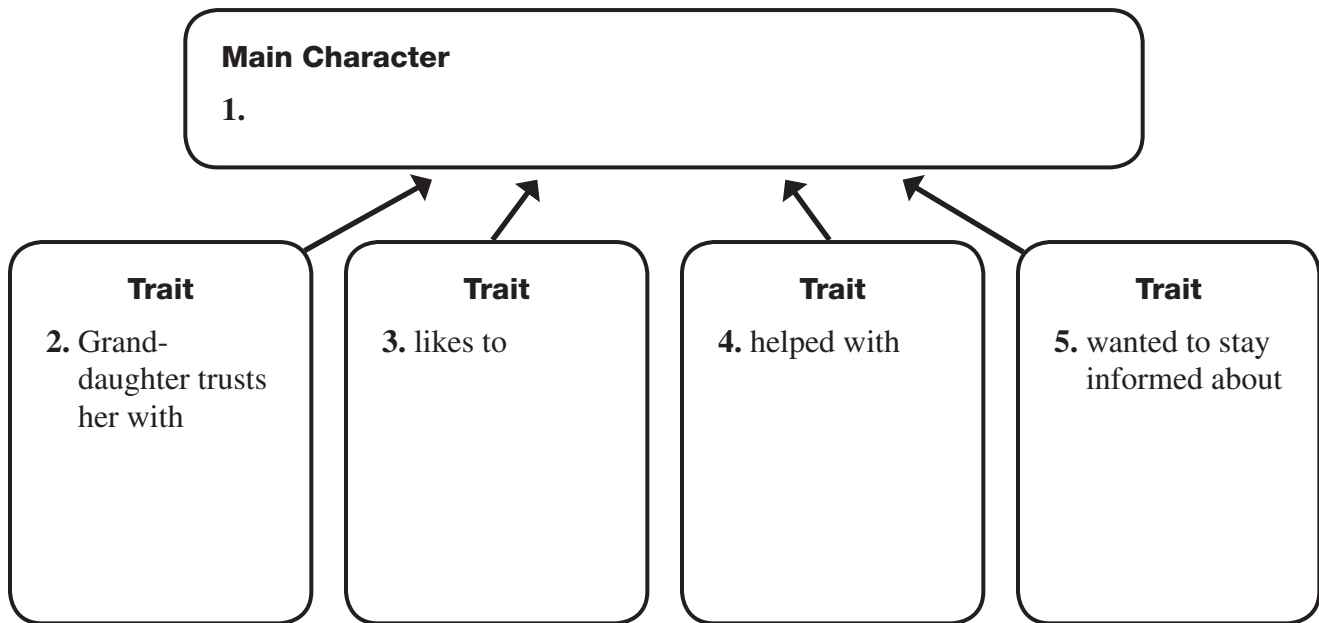 Main Character
1.
Trait
2. Grand-
daughter trusts
her with
Trait
3. likes to
Trait
4. helped with
Trait
5. wanted to stay
informed about